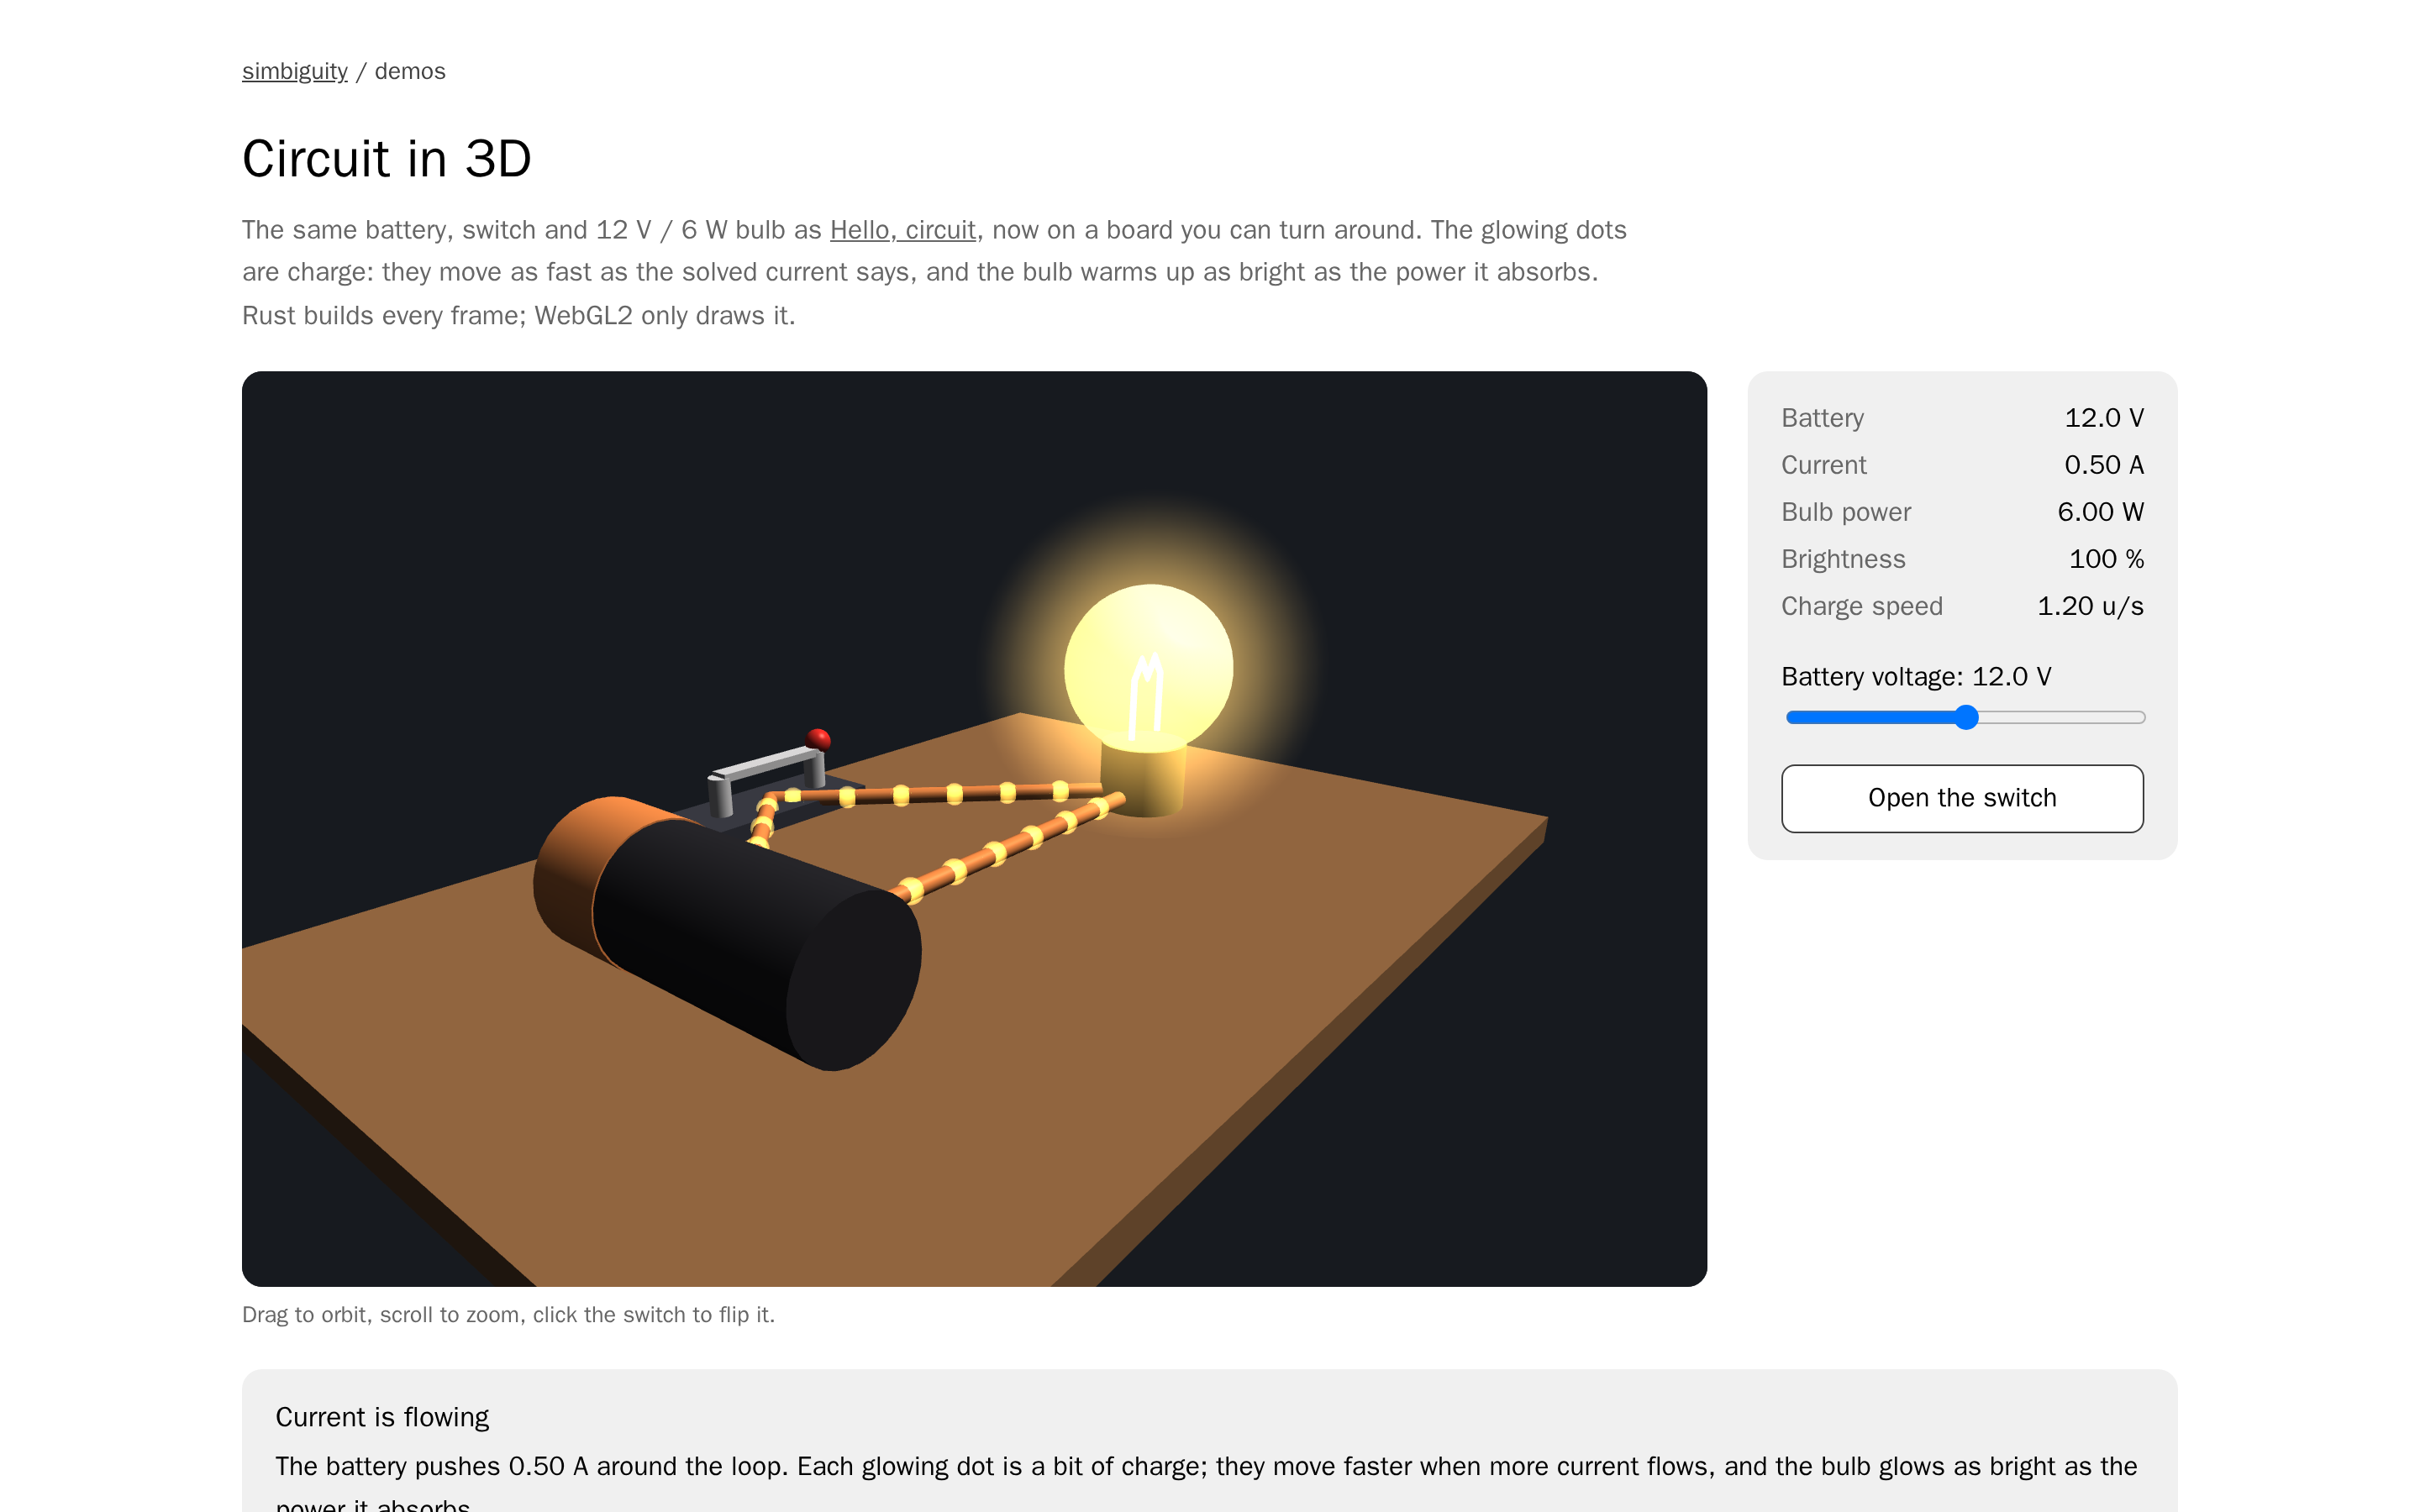 simbiguity / demos
Circuit in 3D
The same battery, switch and 12 V / 6 W bulb as Hello, circuit, now on a board you can turn around. The glowing dots
are charge: they move as fast as the solved current says, and the bulb warms up as bright as the power it absorbs.
Rust builds every frame; WebGL2 only draws it.
Battery 12.0 V
Current 0.50 A
Bulb power 6.00 W
Brightness 100 %
Charge speed 1.20 u/s
Battery voltage: 12.0 V
Open the switch
Drag to orbit, scroll to zoom, click the switch to flip it.
Current is flowing
The battery pushes 0.50 A around the loop. Each glowing dot is a bit of charge; they move faster when more current flows, and the bulb glows as bright as the
power it absorbs.